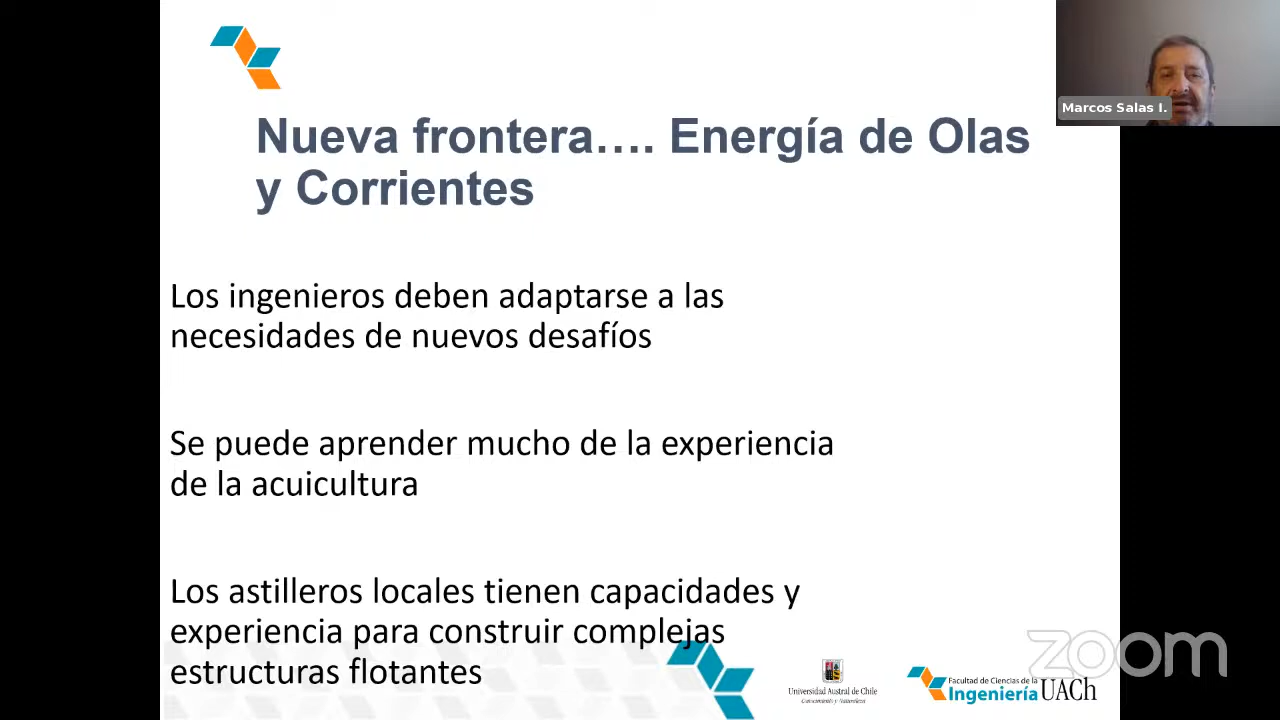 Marcos Salas I.
Nueva frontera.... Energía de Olas
y Corrientes
Los ingenieros deben adaptarse a las
necesidades de nuevos desafíos
Se puede aprender mucho de la experiencia
de la acuicultura
Los astilleros locales tienen capacidades y
experiencia para construir complejas
estructuras flotantes
zoom
Universidad Austral de Chile
Conocimiento y Naturaleza
Facultad de Ciencias de la
Ingeniería UACh